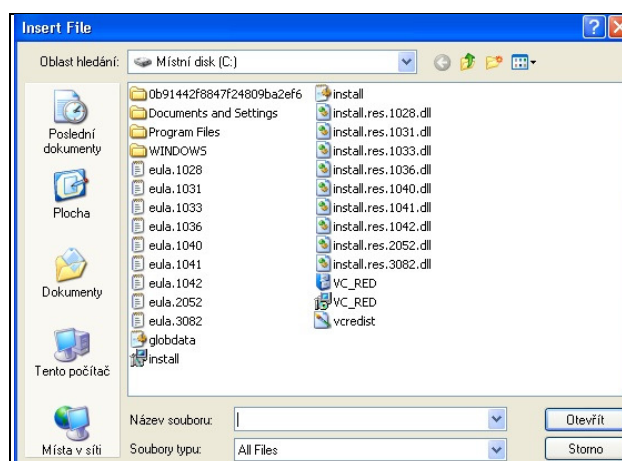 Insert File
Oblast hledání:
Místní disk (C:)
Poslední
dokumenty
Plocha
Dokumenty
Tento počítač
Místa v síti
0b91442f8847f24809ba2ef6
Documents and Settings
Program Files
WINDOWS
eula.1028
eula.1031
eula.1033
eula.1036
eula.1040
eula.1041
eula.1042
eula.2052
eula.3082
globdata
install
install
install.res.1028.dll
install.res.1031.dll
install.res.1033.dll
install.res.1036.dll
install.res.1040.dll
install.res.1041.dll
install.res.1042.dll
install.res.2052.dll
install.res.3082.dll
VC_RED
VC_RED
vcredist
Název souboru:
Otevřít
Soubory typu:
All Files
Storno